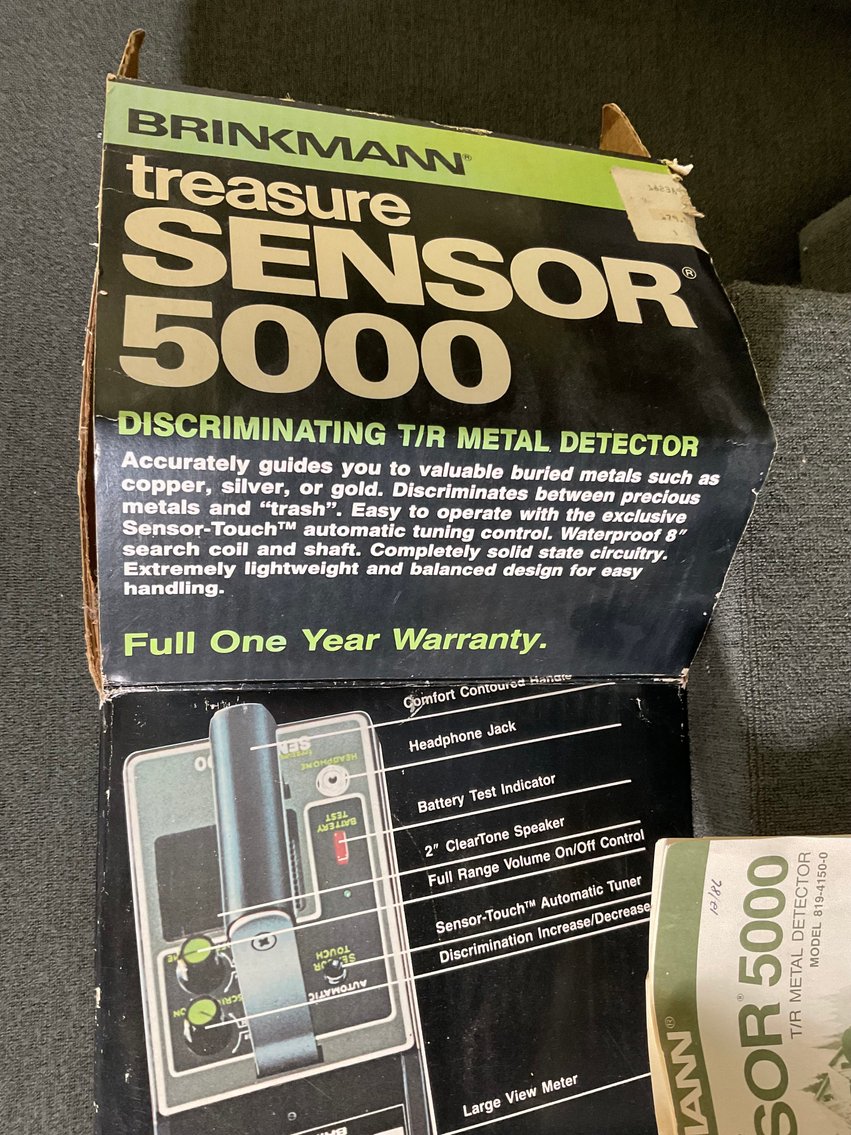 BRINKMANN®
treasure
SENSOR®
5000
DISCRIMINATING T/R METAL DETECTOR
Accurately guides you to valuable buried metals such as
copper, silver, or gold. Discriminates between precious
metals and “trash”. Easy to operate with the exclusive
Sensor-Touch™ automatic tuning control. Waterproof 8″
search coil and shaft. Completely solid state circuitry.
Extremely lightweight and balanced design for easy
handling.
Full One Year Warranty.
Comfort Contoured Handle
Headphone Jack
Battery Test Indicator
2″ ClearTone Speaker
Full Range Volume On/Off Control
Sensor-Touch™ Automatic Tuner
Discrimination Increase/Decrease
Large View Meter
SEN
HEADPHONE
BATTERY
TEST
SENSOR
TOUCH
AUTOMATIC
ON
MANN®
SOR® 5000
T/R METAL DETECTOR
MODEL 819-4150-0